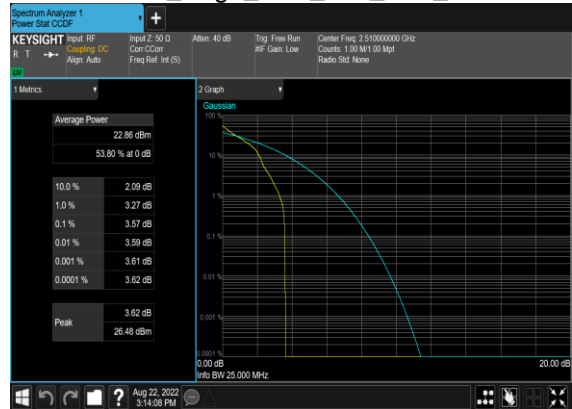 Spectrum Analyzer 1
Power Stat CCDF
+
KEYSIGHT
R T
LXI
Input: RF
Coupling: DC
Align: Auto
Input Z: 50 Ω
Corr CCorr
Freq Ref: Int (S)
Atten: 40 dB
Trig: Free Run
#IF Gain: Low
Center Freq: 2.510000000 GHz
Counts: 1.00 M/1.00 Mpt
Radio Std: None
1 Metrics
Average Power
22.86 dBm
53.80 % at 0 dB
10.0 % 2.09 dB
1.0 % 3.27 dB
0.1 % 3.57 dB
0.01 % 3.59 dB
0.001 % 3.61 dB
0.0001 % 3.62 dB
Peak
3.62 dB
26.48 dBm
2 Graph
Gaussian
100 %
10 %
1 %
0.1 %
0.01 %
0.001 %
0.0001 %
0.00 dB
20.00 dB
Info BW 25.000 MHz
?
Aug 22, 2022
3:14:08 PM